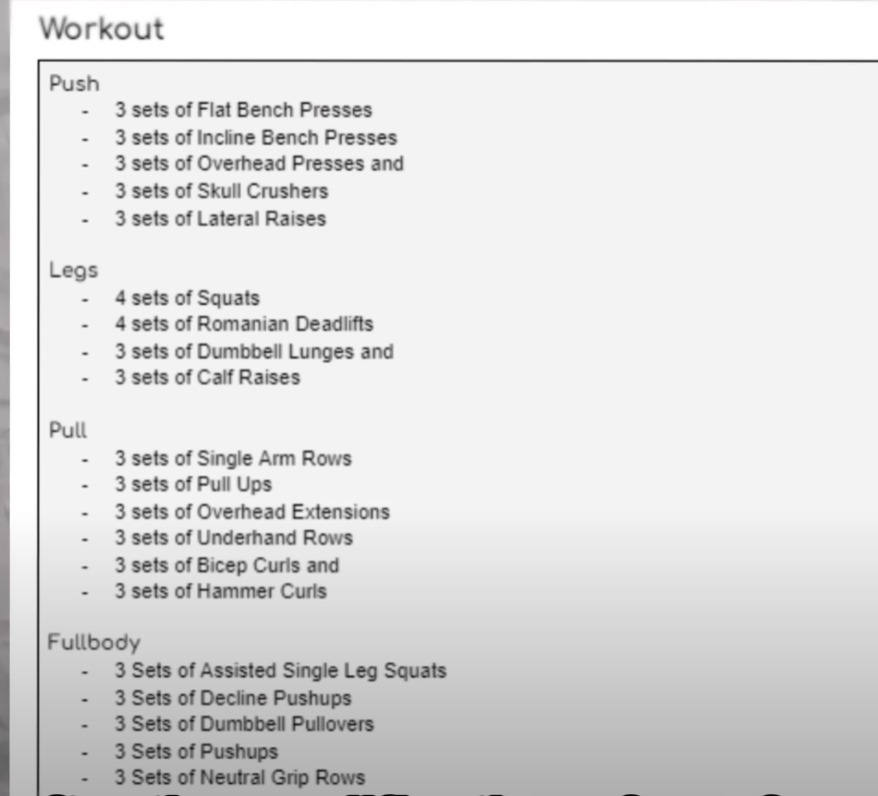 Workout
Push
- 3 sets of Flat Bench Presses
- 3 sets of Incline Bench Presses
- 3 sets of Overhead Presses and
- 3 sets of Skull Crushers
- 3 sets of Lateral Raises
Legs
- 4 sets of Squats
- 4 sets of Romanian Deadlifts
- 3 sets of Dumbbell Lunges and
- 3 sets of Calf Raises
Pull
- 3 sets of Single Arm Rows
- 3 sets of Pull Ups
- 3 sets of Overhead Extensions
- 3 sets of Underhand Rows
- 3 sets of Bicep Curls and
- 3 sets of Hammer Curls
Fullbody
- 3 Sets of Assisted Single Leg Squats
- 3 Sets of Decline Pushups
- 3 Sets of Dumbbell Pullovers
- 3 Sets of Pushups
- 3 Sets of Neutral Grip Rows